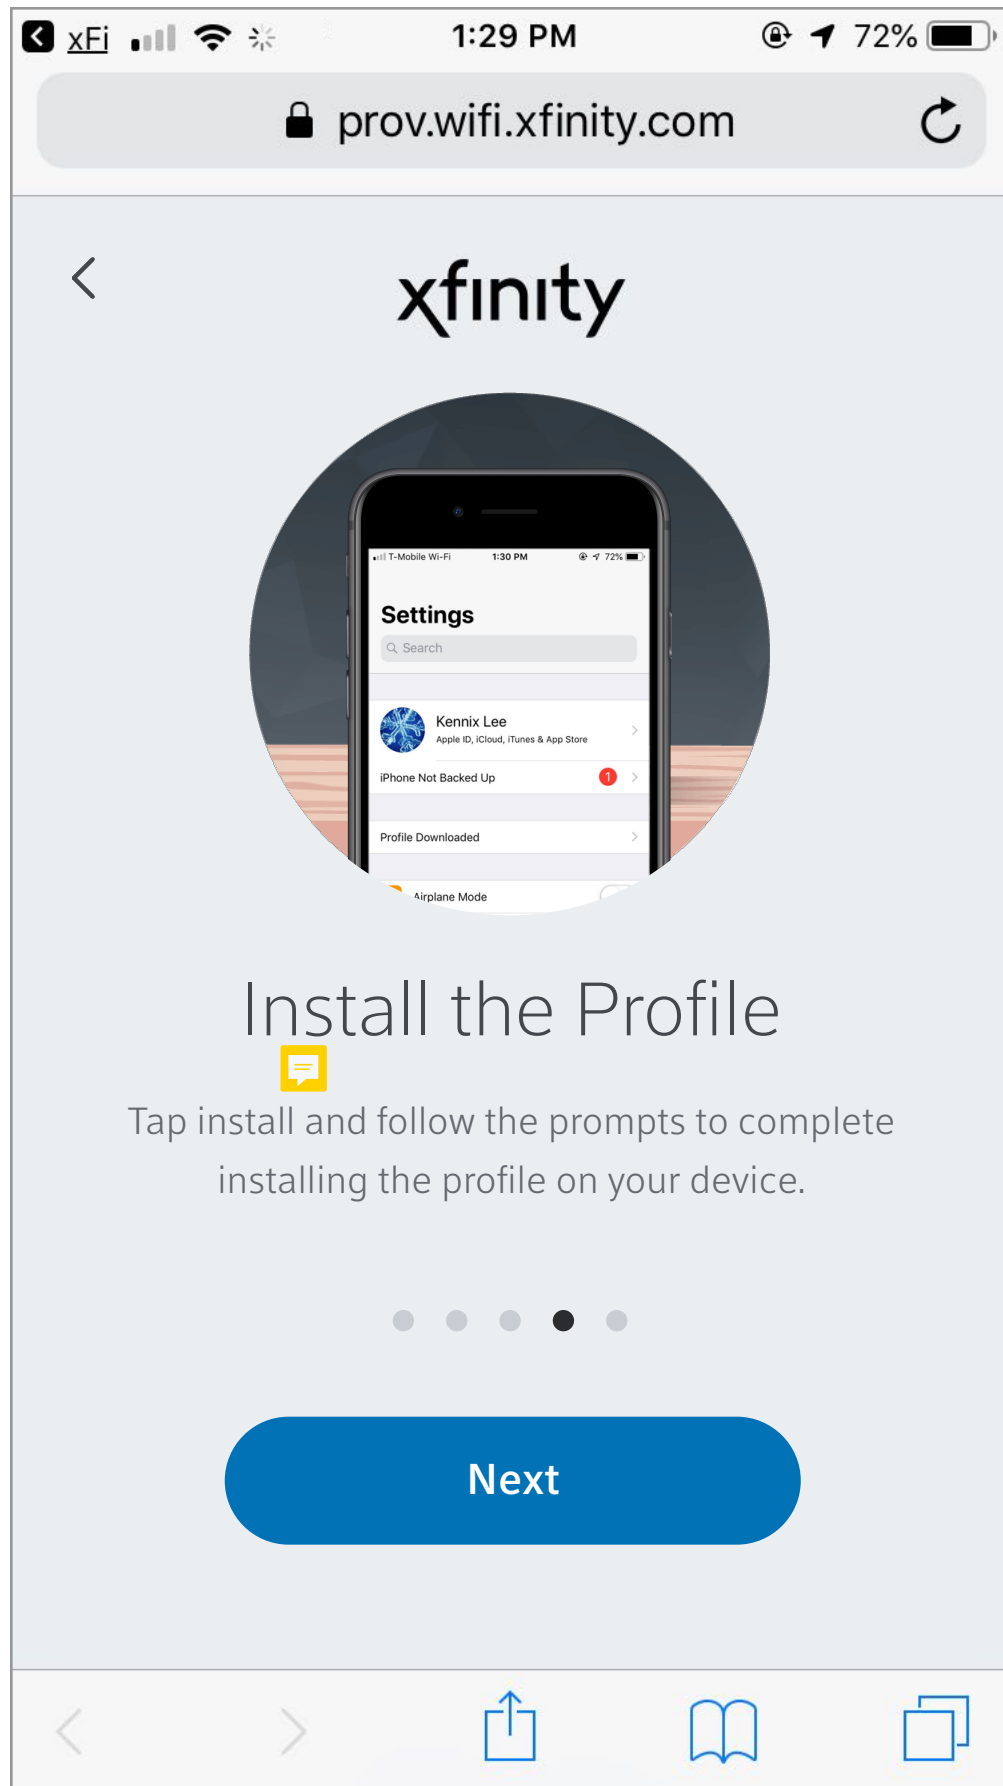 xFi 1:29 PM 72%
prov.wifi.xfinity.com
xfinity
T-Mobile Wi-Fi 1:30 PM 72%
Settings
Search
Kennix Lee
Apple ID, iCloud, iTunes & App Store
iPhone Not Backed Up 1
Profile Downloaded
Airplane Mode
Install the Profile
Tap install and follow the prompts to complete
installing the profile on your device.
Next